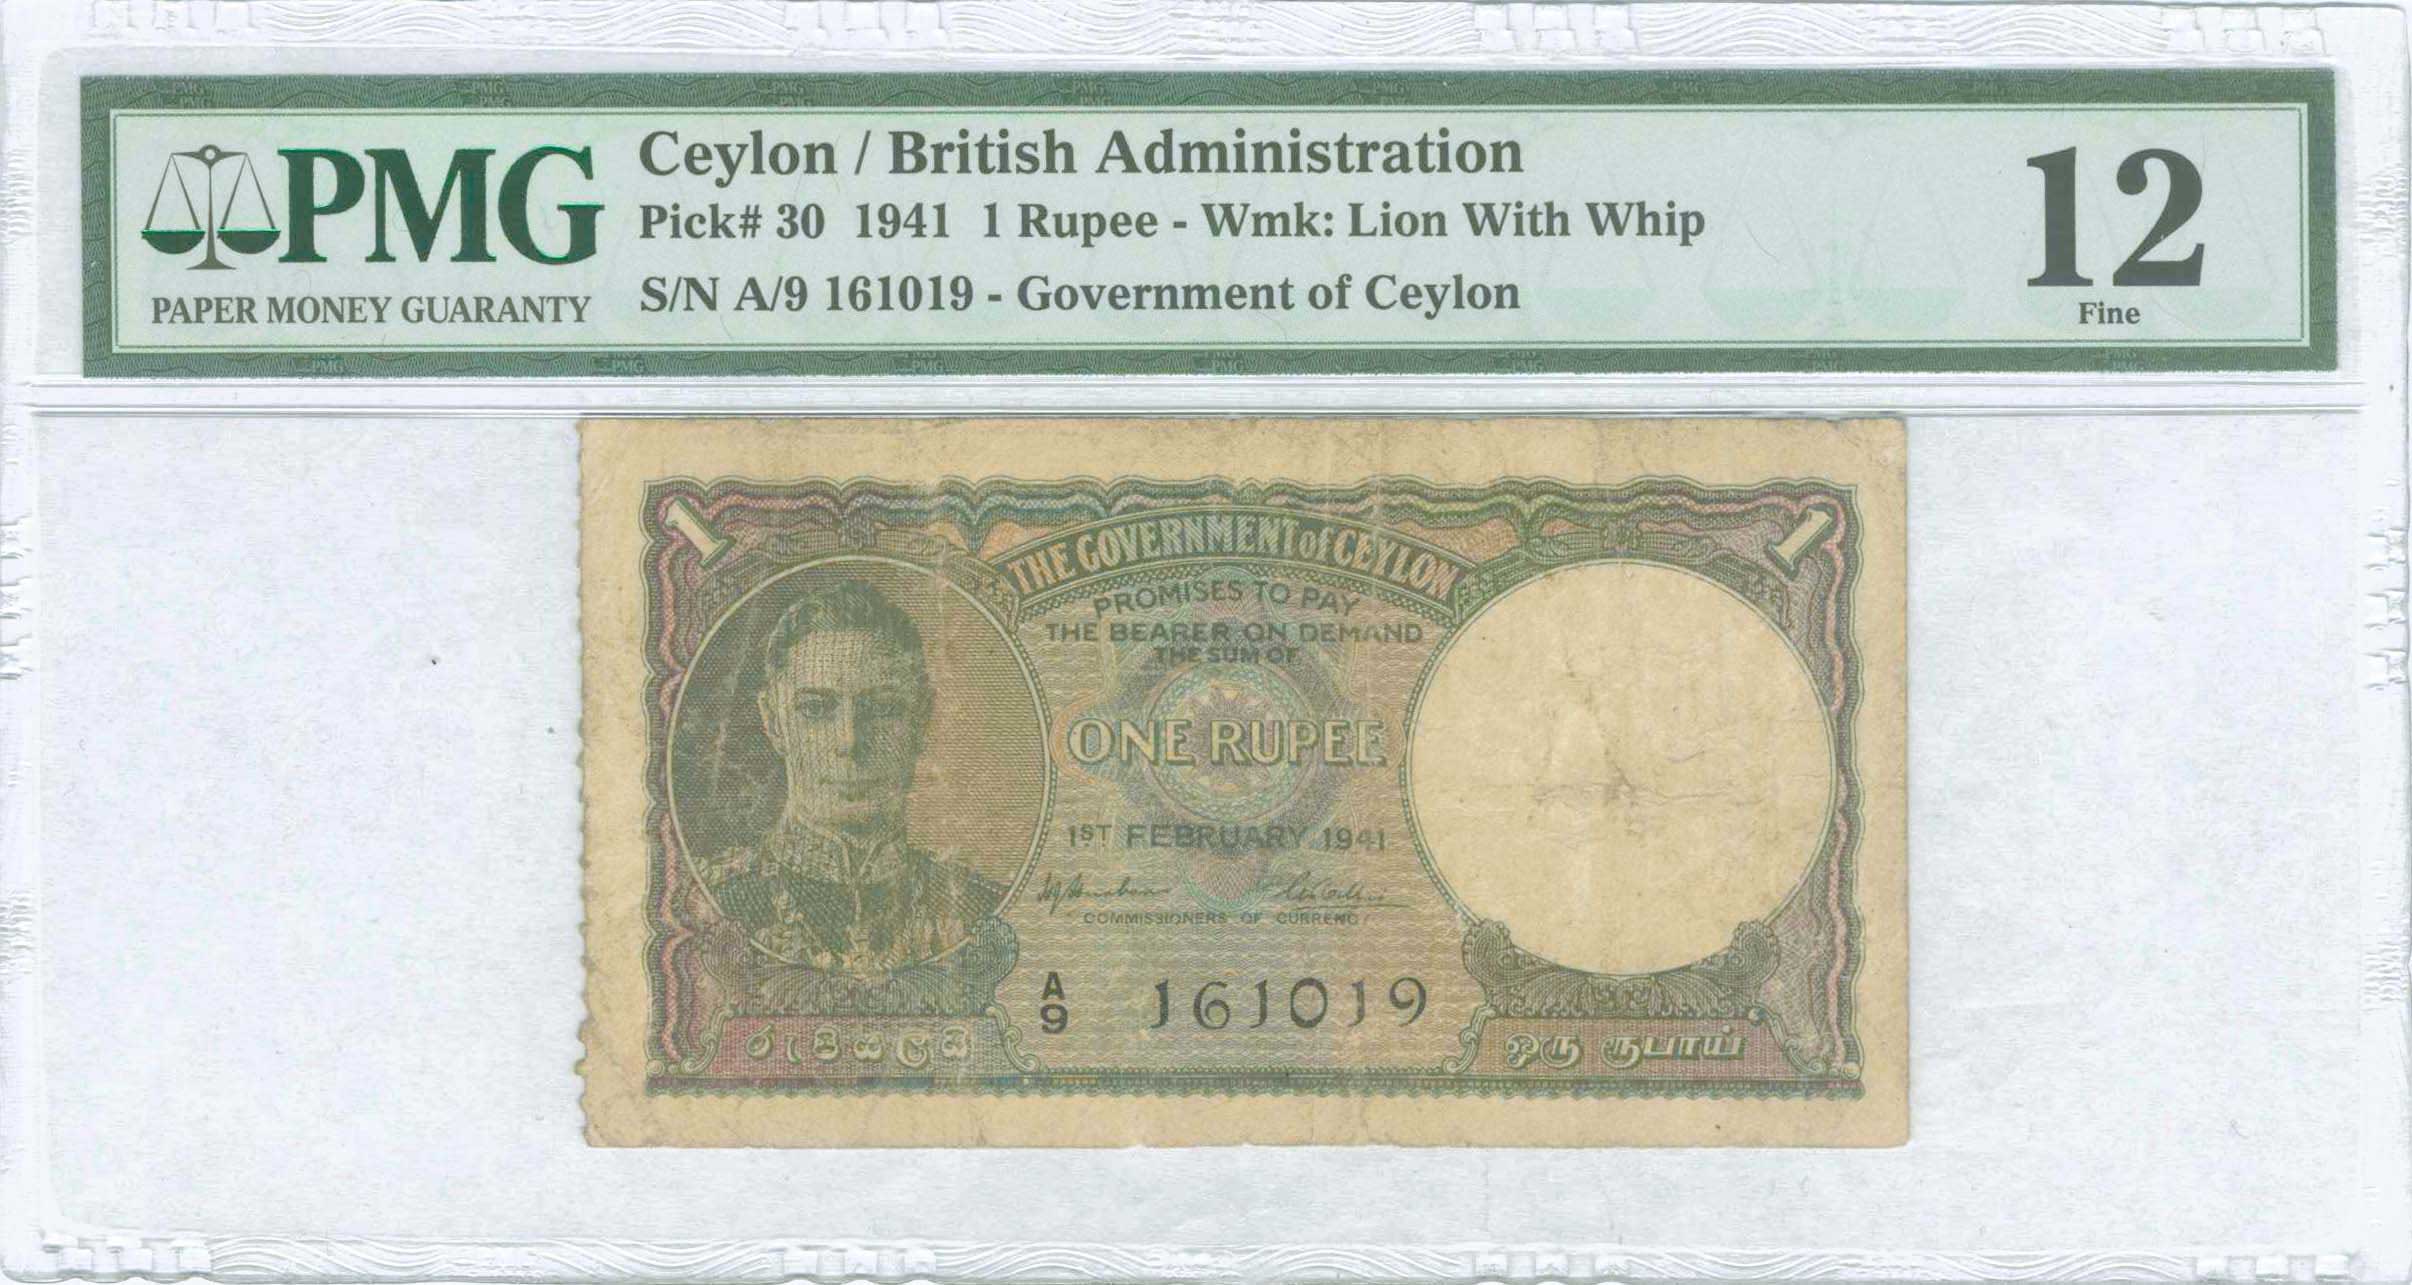 PMG
PAPER MONEY GUARANTY
Ceylon / British Administration
Pick# 30 1941 1 Rupee - Wmk: Lion With Whip
S/N A/9 161019 - Government of Ceylon
12
Fine
1
1
THE GOVERNMENT of CEYLON
PROMISES TO PAY
THE BEARER ON DEMAND
THE SUM OF
ONE RUPEE
1ST FEBRUARY 1941
COMMISSIONERS OF CURRENCY
A/9 161019
රුපියලයි
ஒரு ரூபாய்